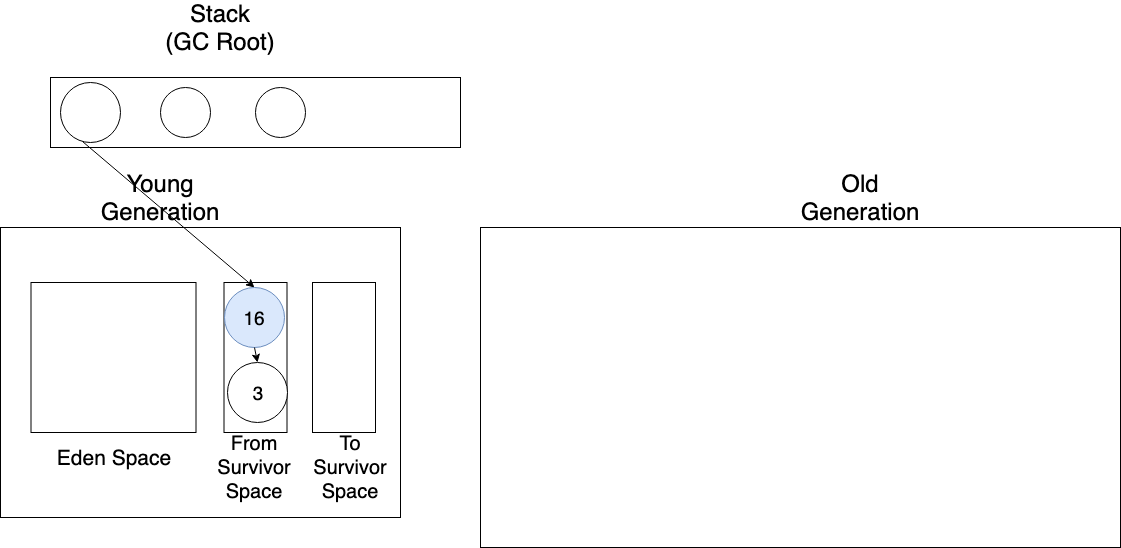 Stack
(GC Root)
Young
Generation
Old
Generation
16
3
Eden Space
From
Survivor
Space
To
Survivor
Space